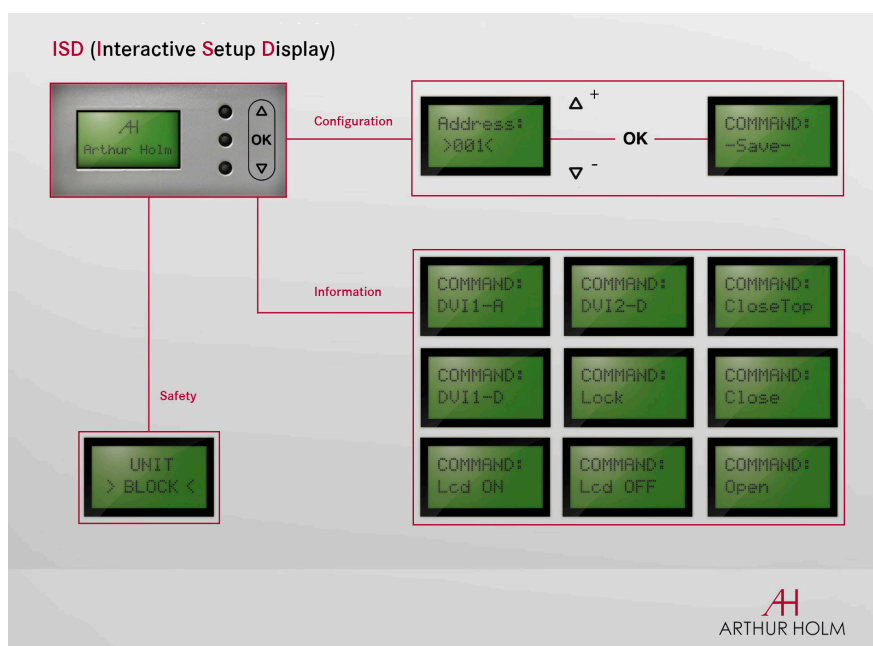 ISD (Interactive Setup Display)
AH
Arthur Holm
OK
Configuration
Address:
>001<
+
OK
-
COMMAND:
-Save-
Information
COMMAND:
DVI1-A
COMMAND:
DVI2-D
COMMAND:
CloseTop
COMMAND:
DVI1-D
COMMAND:
Lock
COMMAND:
Close
COMMAND:
Lcd ON
COMMAND:
Lcd OFF
COMMAND:
Open
Safety
UNIT
> BLOCK <
AH
ARTHUR HOLM